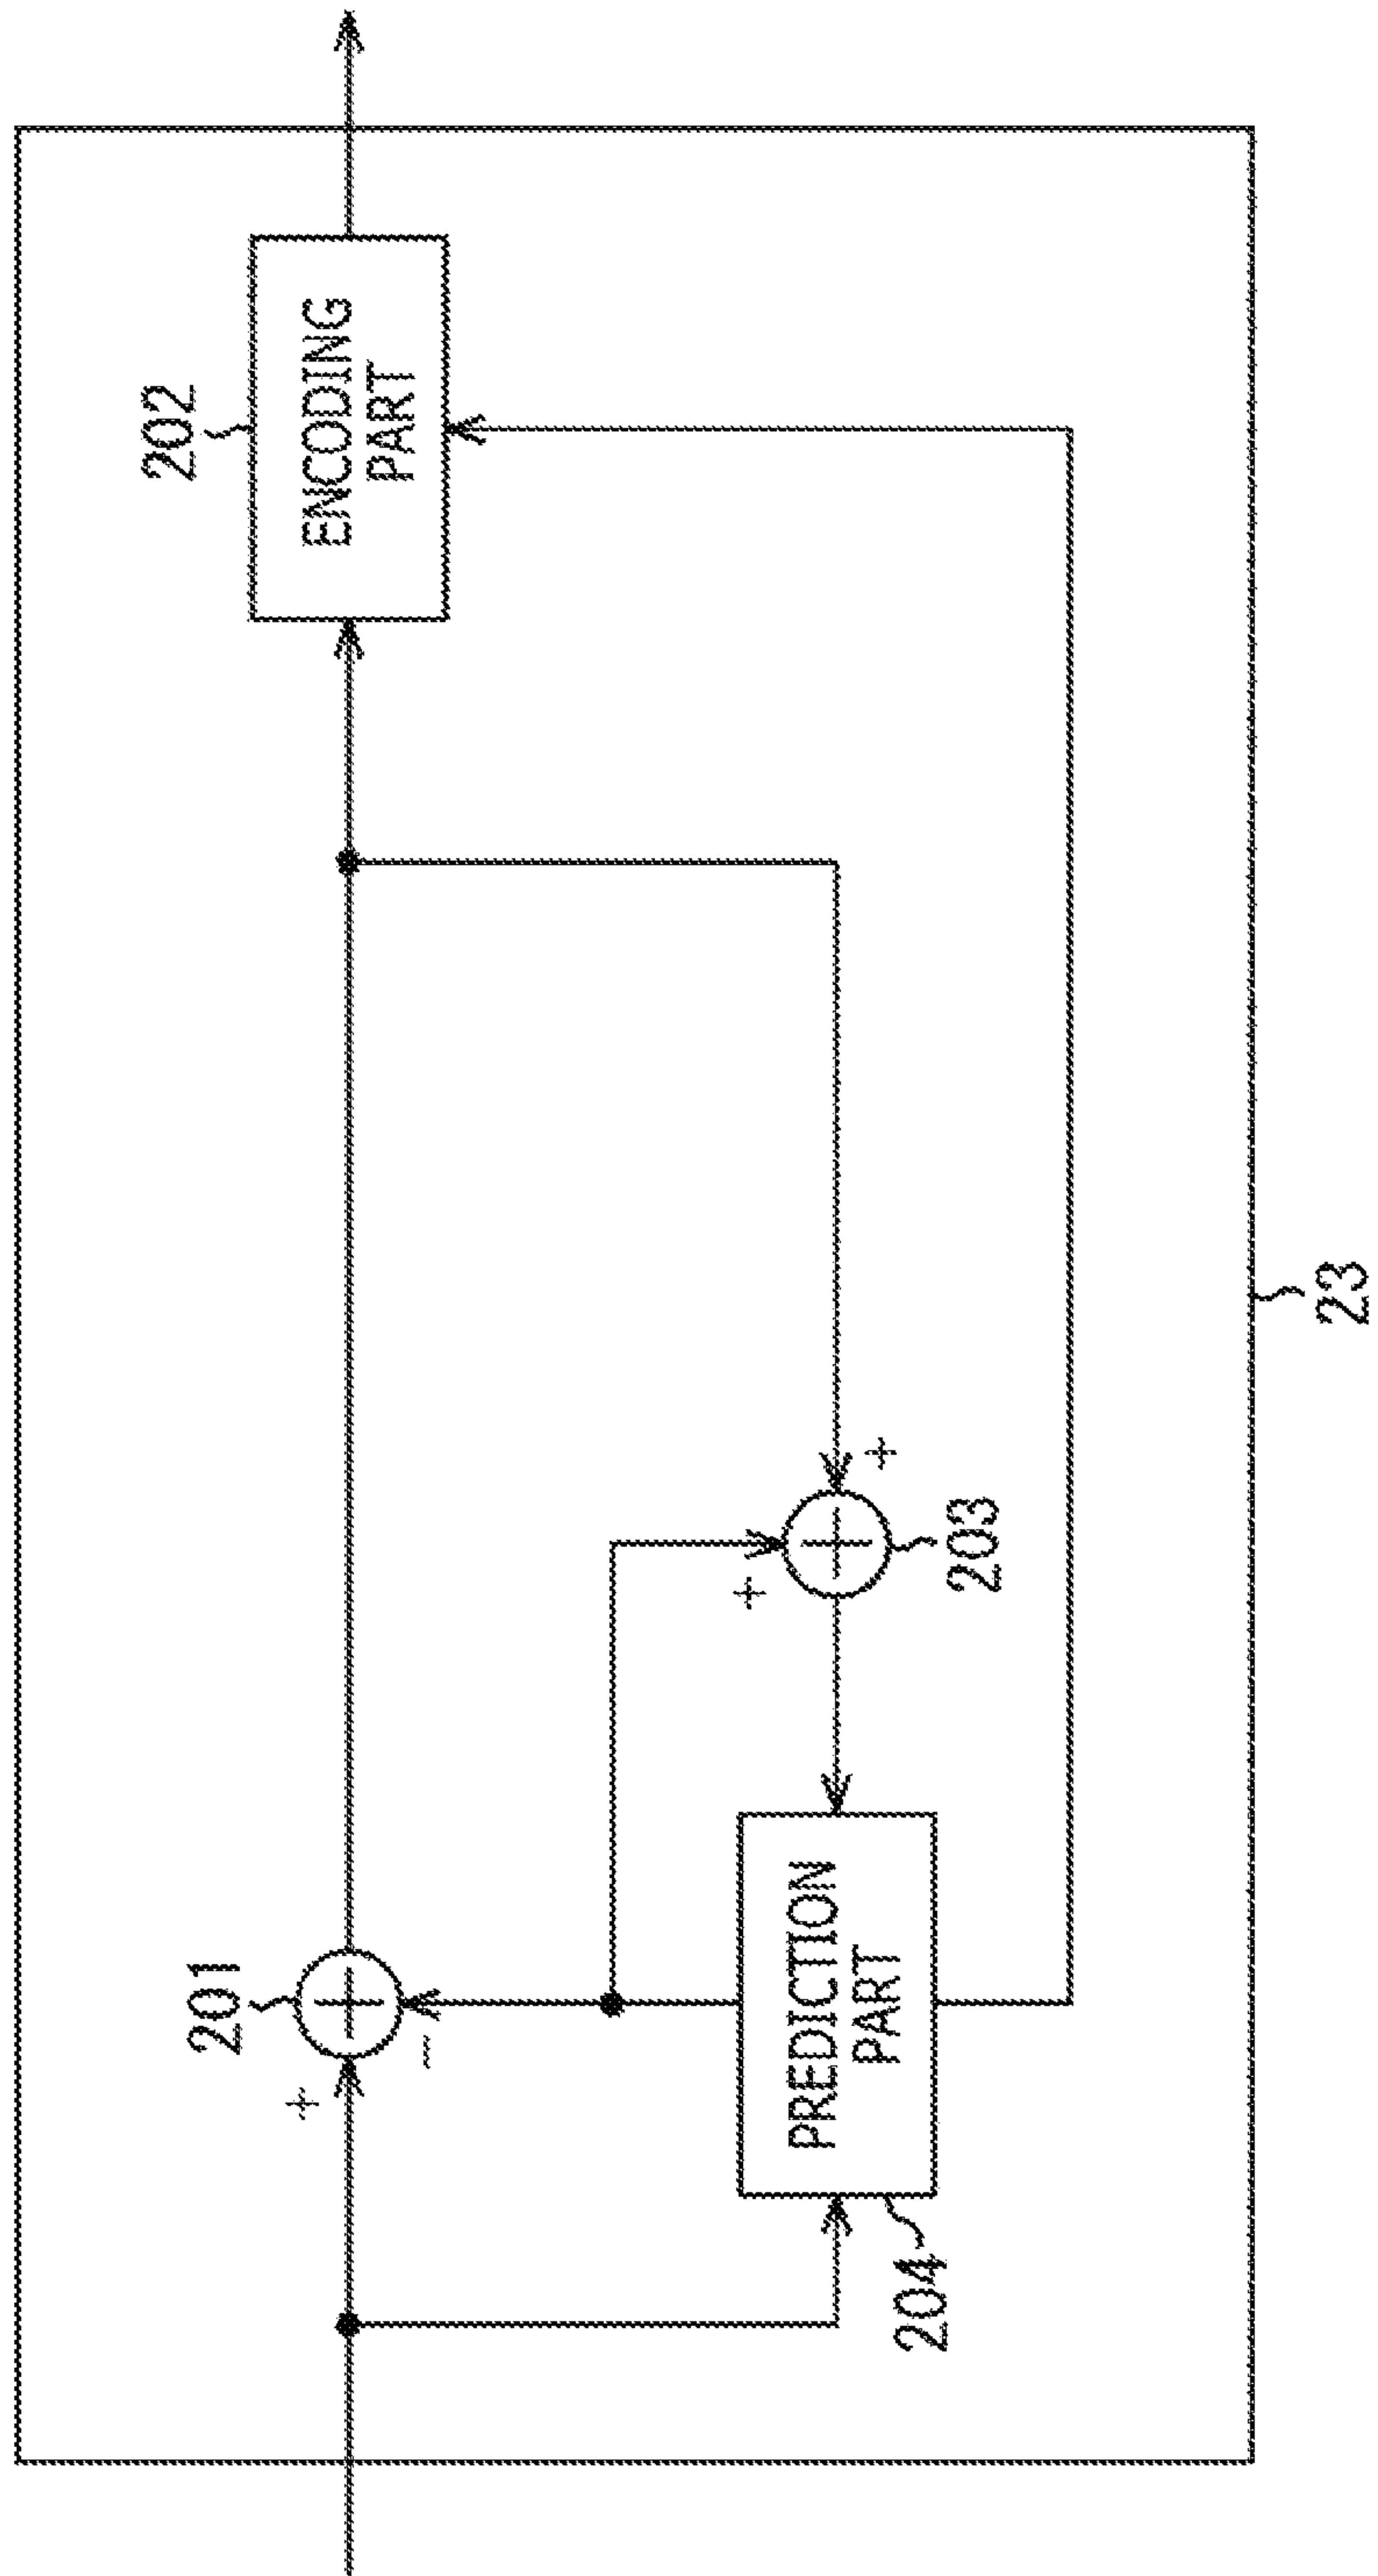 201
+
−
202
ENCODING
PART
+
+
203
PREDICTION
PART
204
23